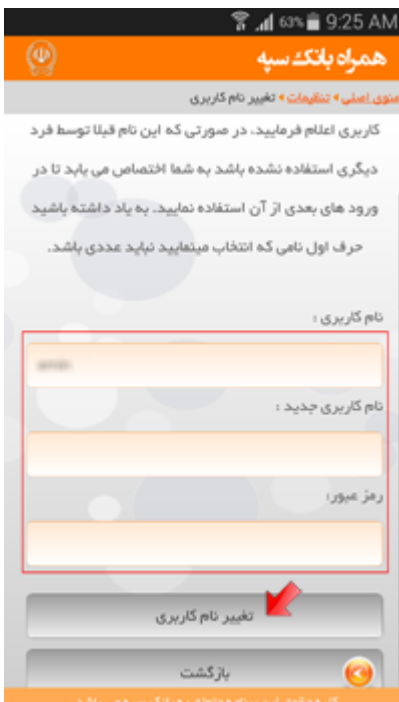 63% 9:25 AM
همراه بانک سپه
منوی اصلی > تنظیمات > تغییر نام کاربری
کاربری اعلام فرمایید، در صورتی که این نام قبلا توسط فرد
دیگری استفاده نشده باشد به شما اختصاص می یابد تا در
ورود های بعدی از آن استفاده نمایید. به یاد داشته باشید
حرف اول نامی که انتخاب مینمایید نباید عددی باشد.
نام کاربری :
نام کاربری جدید :
رمز عبور:
تغییر نام کاربری
بازگشت